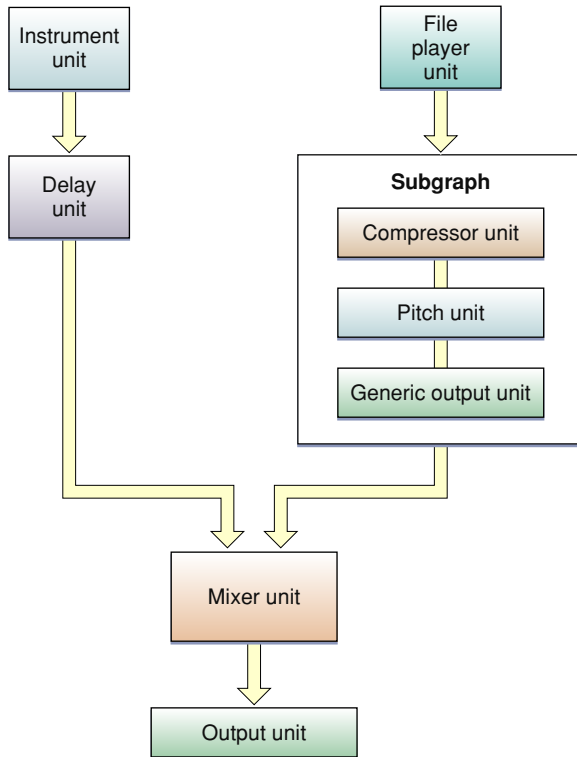 Instrument
unit
File
player
unit
Delay
unit
Subgraph
Compressor unit
Pitch unit
Generic output unit
Mixer unit
Output unit